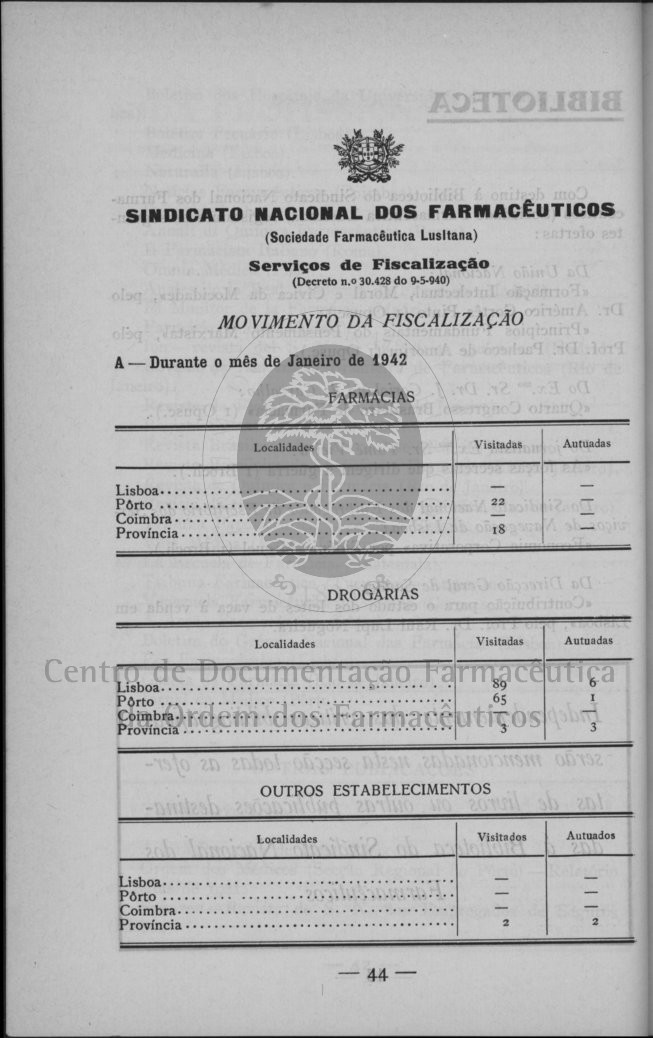 SINDICATO NACIONAL DOS FARMACÊUTICOS
(Sociedade Farmacêutica Lusitana)
Serviços de Fiscalização
(Decreto n.o 30.428 do 9-5-940)
MOVIMENTO DA FISCALIZAÇÃO
A — Durante o mês de Janeiro de 1942
FARMÁCIAS
Localidades Visitadas Autuadas
Lisboa — —
Pôrto 22 —
Coimbra — —
Província 18 —
DROGARIAS
Localidades Visitadas Autuadas
Lisboa 89 6
Pôrto 65 1
Coimbra — —
Província 3 3
Centro de Documentação Farmacêutica
da Ordem dos Farmacêuticos
OUTROS ESTABELECIMENTOS
Localidades Visitados Autuados
Lisboa — —
Pôrto — —
Coimbra — —
Província 2 2
— 44 —